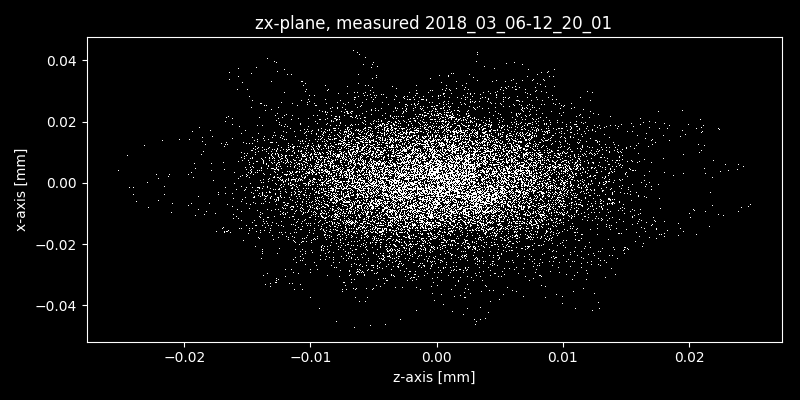 zx-plane, measured 2018_03_06-12_20_01
0.04
0.02
0.00
−0.02
−0.04
x-axis [mm]
−0.02 −0.01 0.00 0.01 0.02
z-axis [mm]